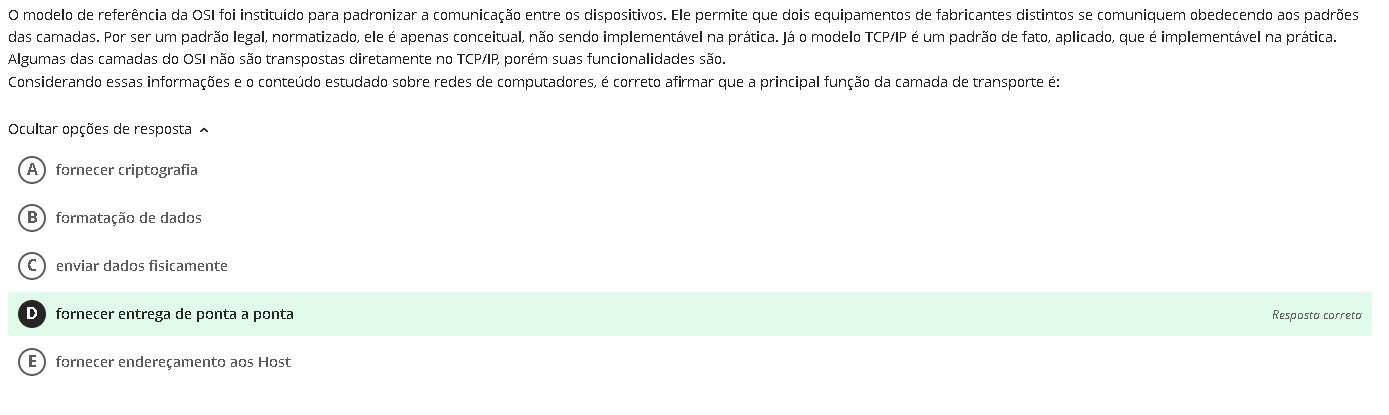 O modelo de referência da OSI foi instituído para padronizar a comunicação entre os dispositivos. Ele permite que dois equipamentos de fabricantes distintos se comuniquem obedecendo aos padrões
das camadas. Por ser um padrão legal, normatizado, ele é apenas conceitual, não sendo implementável na prática. Já o modelo TCP/IP é um padrão de fato, aplicado, que é implementável na prática.
Algumas das camadas do OSI não são transpostas diretamente no TCP/IP, porém suas funcionalidades são.
Considerando essas informações e o conteúdo estudado sobre redes de computadores, é correto afirmar que a principal função da camada de transporte é:
Ocultar opções de resposta
A fornecer criptografia
B formatação de dados
C enviar dados fisicamente
D fornecer entrega de ponta a ponta Resposta correta
E fornecer endereçamento aos Host